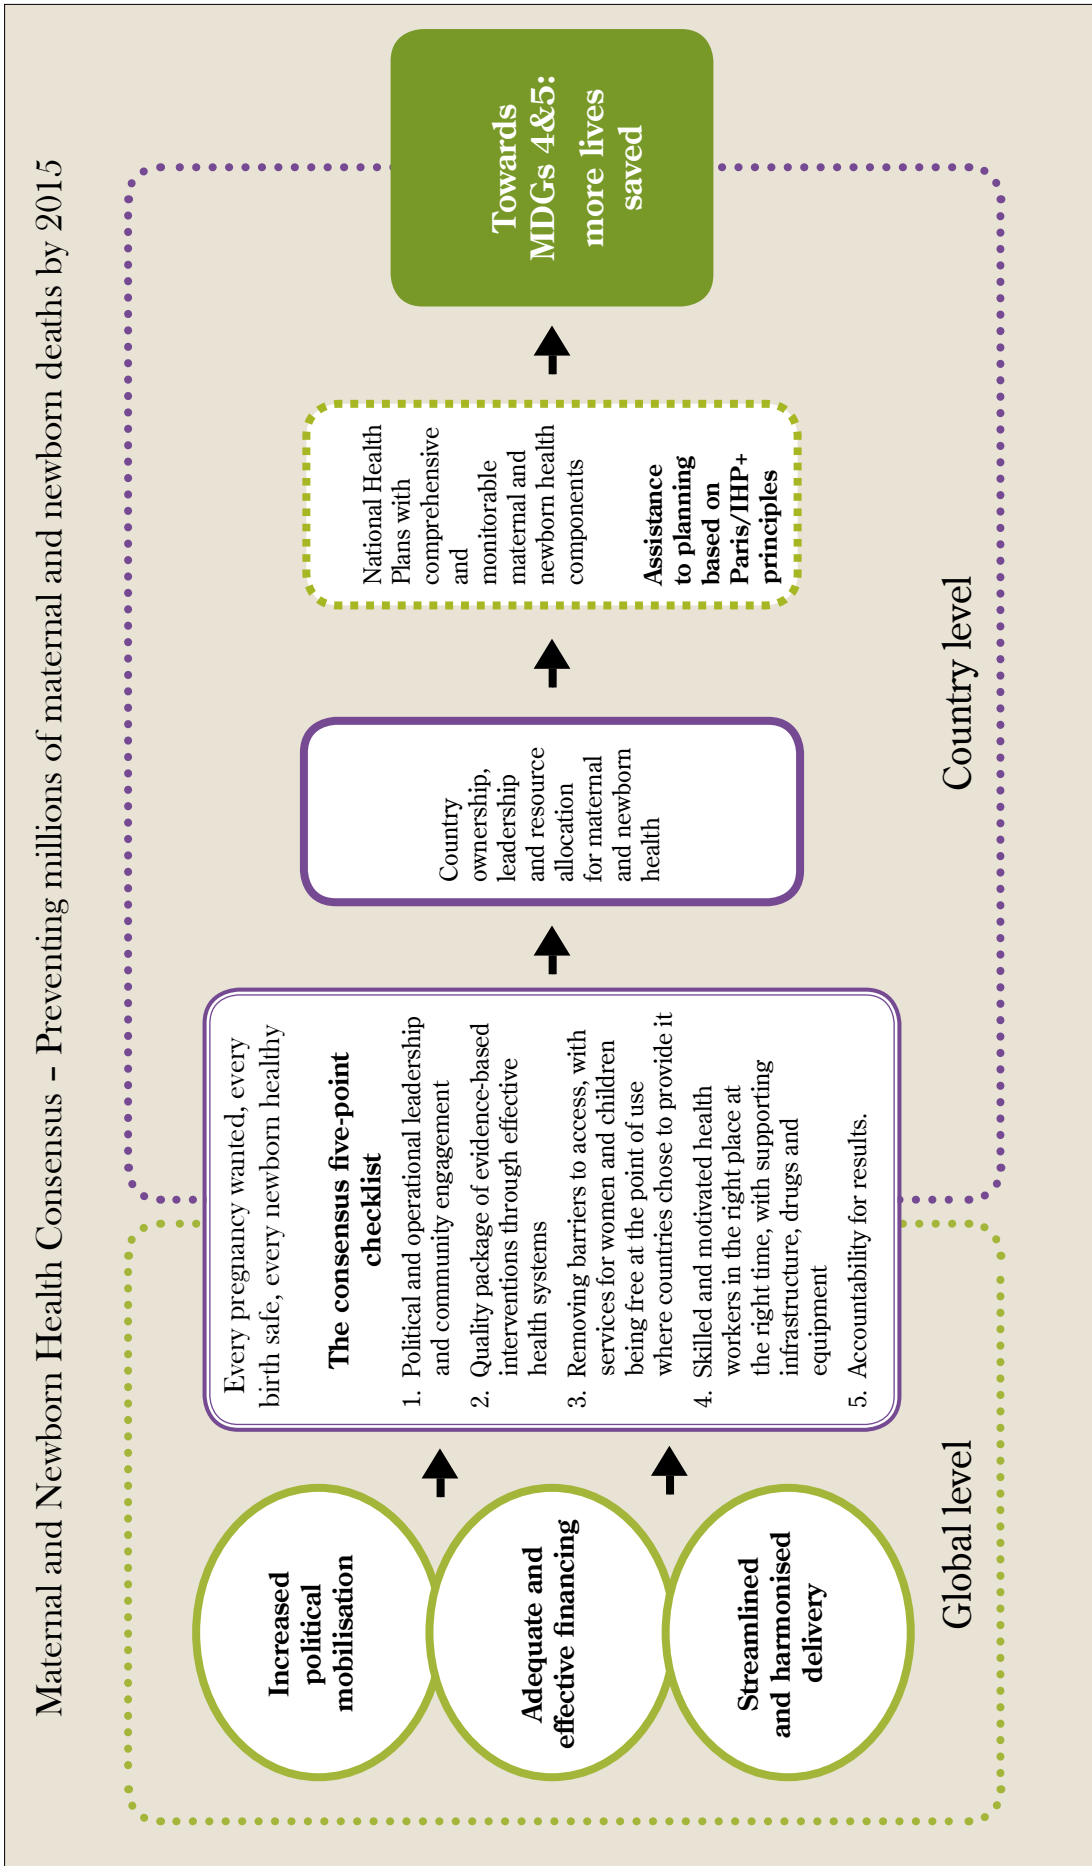 Maternal and Newborn Health Consensus – Preventing millions of maternal and newborn deaths by 2015
Increased
political
mobilisation
Adequate and
effective financing
Streamlined
and harmonised
delivery
Global level
Every pregnancy wanted, every
birth safe, every newborn healthy
The consensus five-point
checklist
1. Political and operational leadership
and community engagement
2. Quality package of evidence-based
interventions through effective
health systems
3. Removing barriers to access, with
services for women and children
being free at the point of use
where countries chose to provide it
4. Skilled and motivated health
workers in the right place at
the right time, with supporting
infrastructure, drugs and
equipment
5. Accountability for results.
Country
ownership,
leadership
and resource
allocation
for maternal
and newborn
health
National Health
Plans with
comprehensive
and
monitorable
maternal and
newborn health
components
Assistance
to planning
based on
Paris/IHP+
principles
Towards
MDGs 4&5:
more lives
saved
Country level